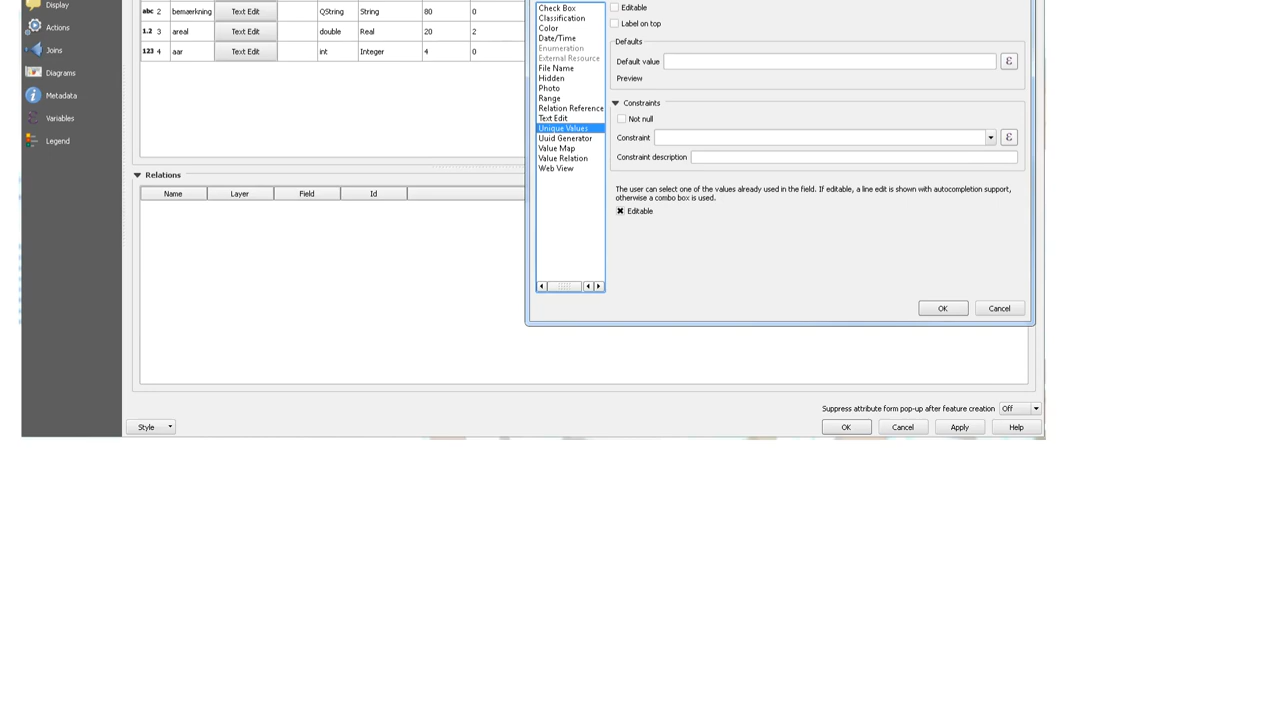 Display
Actions
Joins
Diagrams
Metadata
Variables
Legend
abc 2 bemærkning Text Edit QString String 80 0
1.2 3 areal Text Edit double Real 20 2
123 4 aar Text Edit int Integer 4 0
Relations
Name Layer Field Id
Check Box
Classification
Color
Date/Time
Enumeration
External Resource
File Name
Hidden
Photo
Range
Relation Reference
Text Edit
Unique Values
Uuid Generator
Value Map
Value Relation
Web View
Editable
Label on top
Defaults
Default value ε
Preview
Constraints
Not null
Constraint ε
Constraint description
The user can select one of the values already used in the field. If editable, a line edit is shown with autocompletion support,
otherwise a combo box is used.
Editable
OK Cancel
Suppress attribute form pop-up after feature creation Off
Style OK Cancel Apply Help